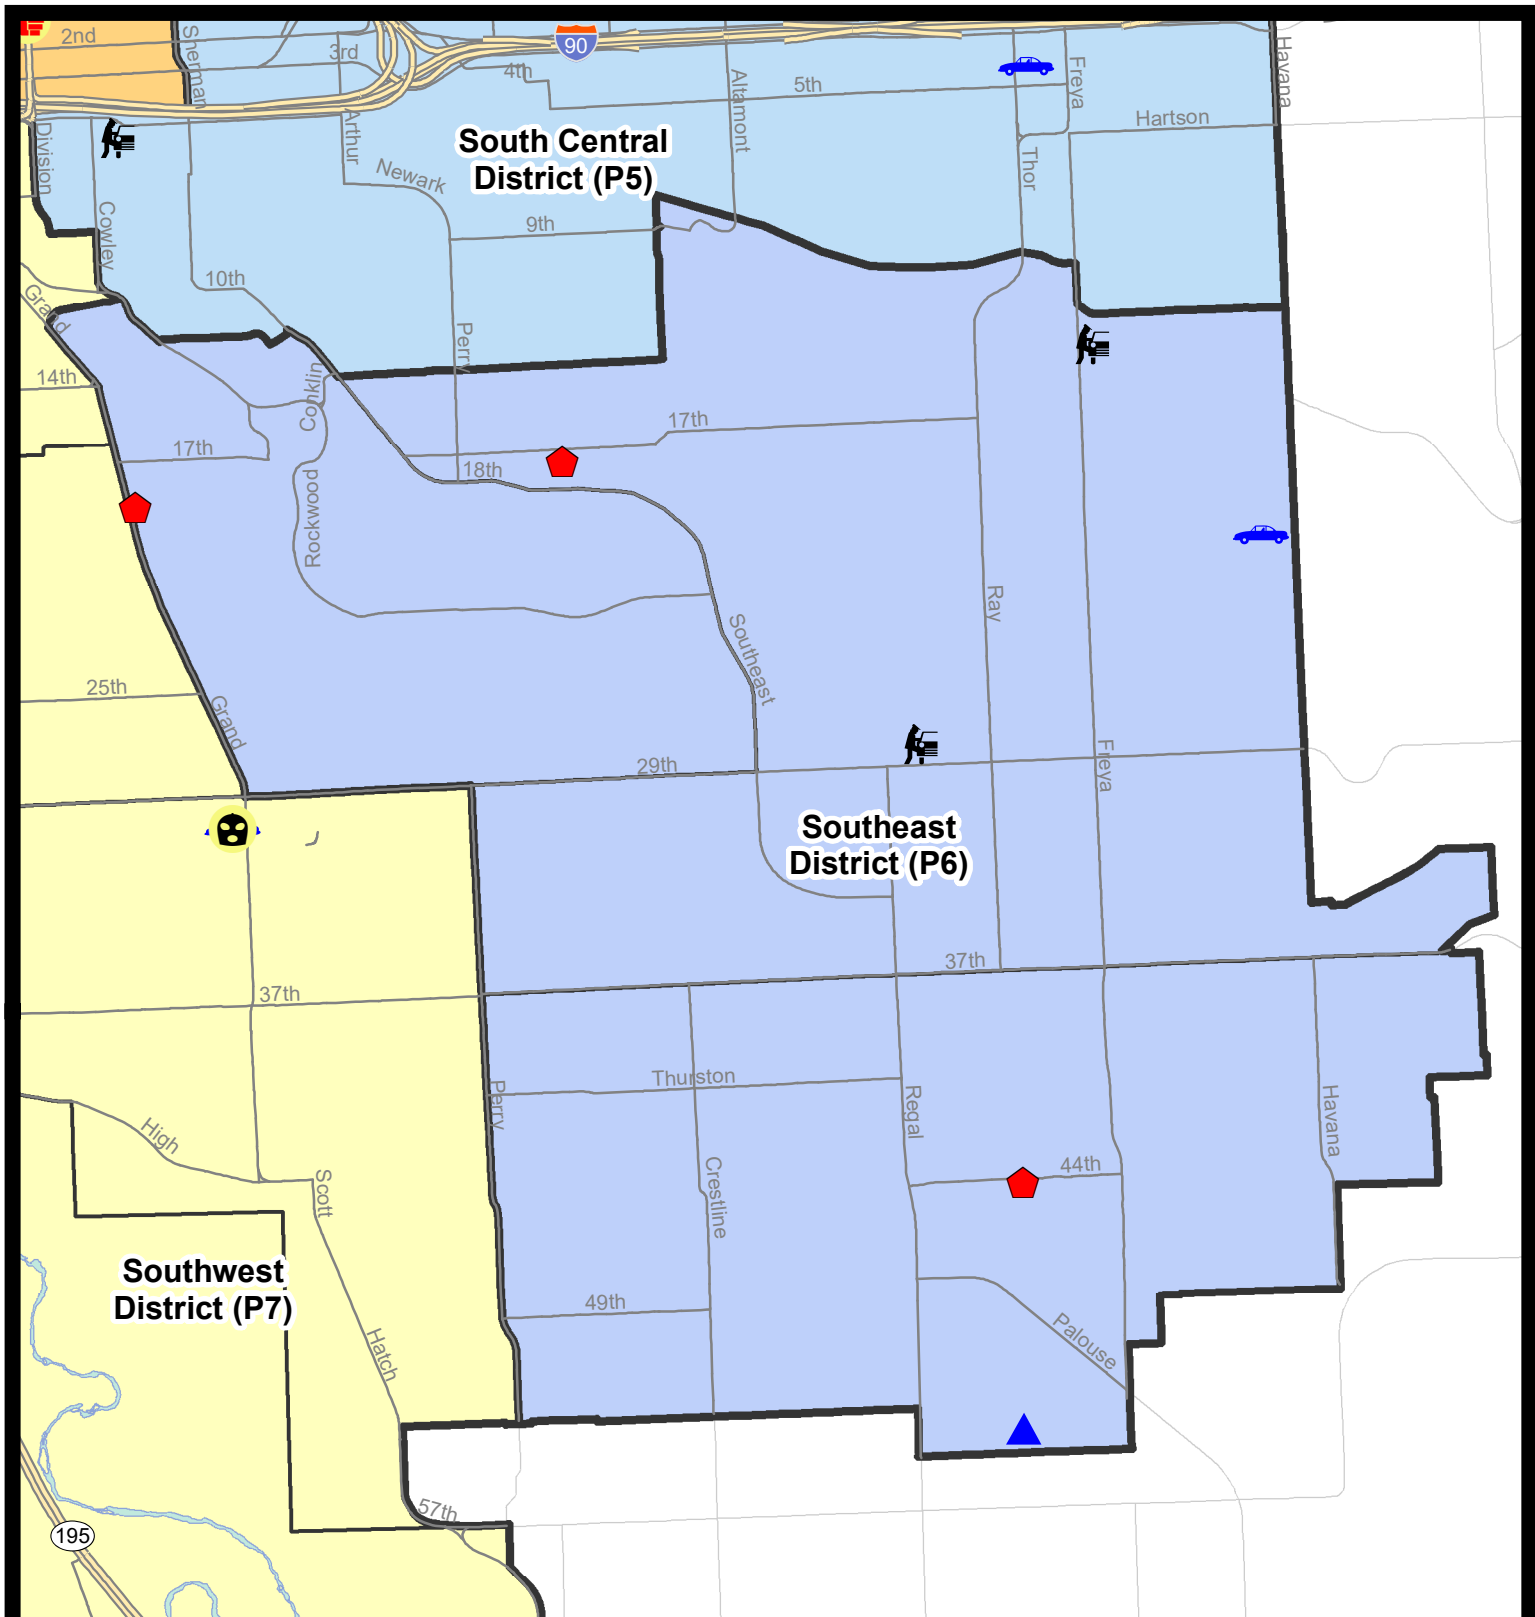 2nd
Sherman
3rd
90
4th
Altamont
5th
Freya
Havana
Hartson
Division
Arthur
South Central
District (P5)
Thor
Newark
Cowley
9th
10th
Grand
Perry
14th
Conklin
17th
17th
18th
Rockwood
Ray
Southeast
25th
Grand
29th
Freya
Southeast
District (P6)
37th
37th
Thurston
Perry
Regal
Havana
High
44th
Scott
Crestline
Southwest
District (P7)
49th
Hatch
Palouse
57th
195